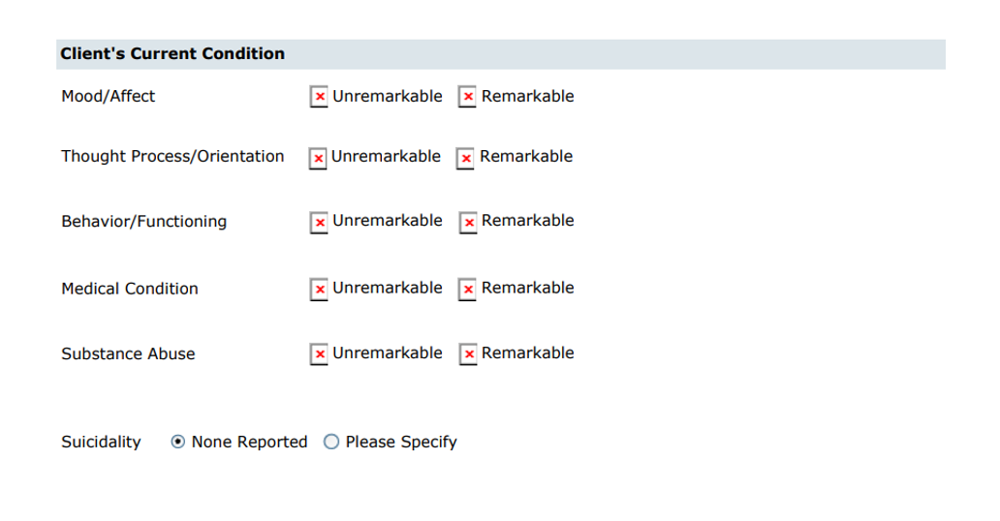 Client's Current Condition
Mood/Affect Unremarkable Remarkable
Thought Process/Orientation Unremarkable Remarkable
Behavior/Functioning Unremarkable Remarkable
Medical Condition Unremarkable Remarkable
Substance Abuse Unremarkable Remarkable
Suicidality None Reported Please Specify